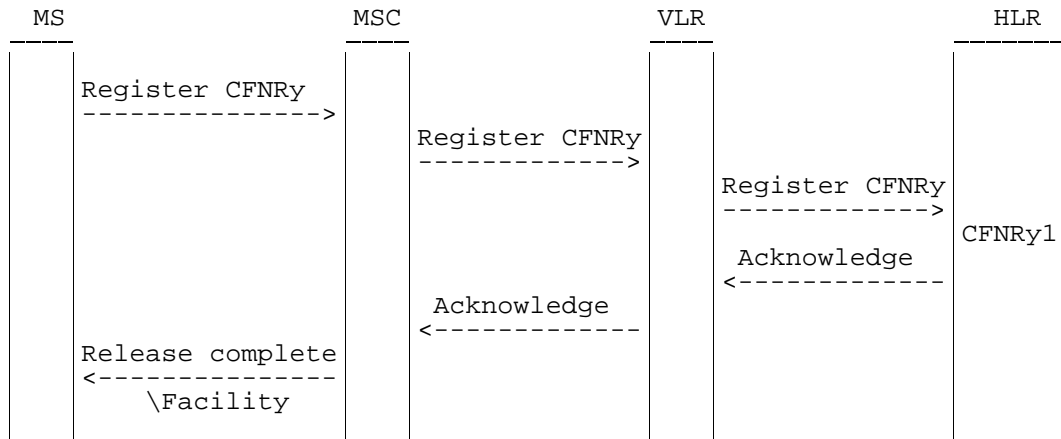 MS MSC VLR HLR
Register CFNRy
--------------->
Register CFNRy
------------->
Register CFNRy
------------->
CFNRy1
Acknowledge
<-------------
Acknowledge
<-------------
Release complete
<---------------
\Facility